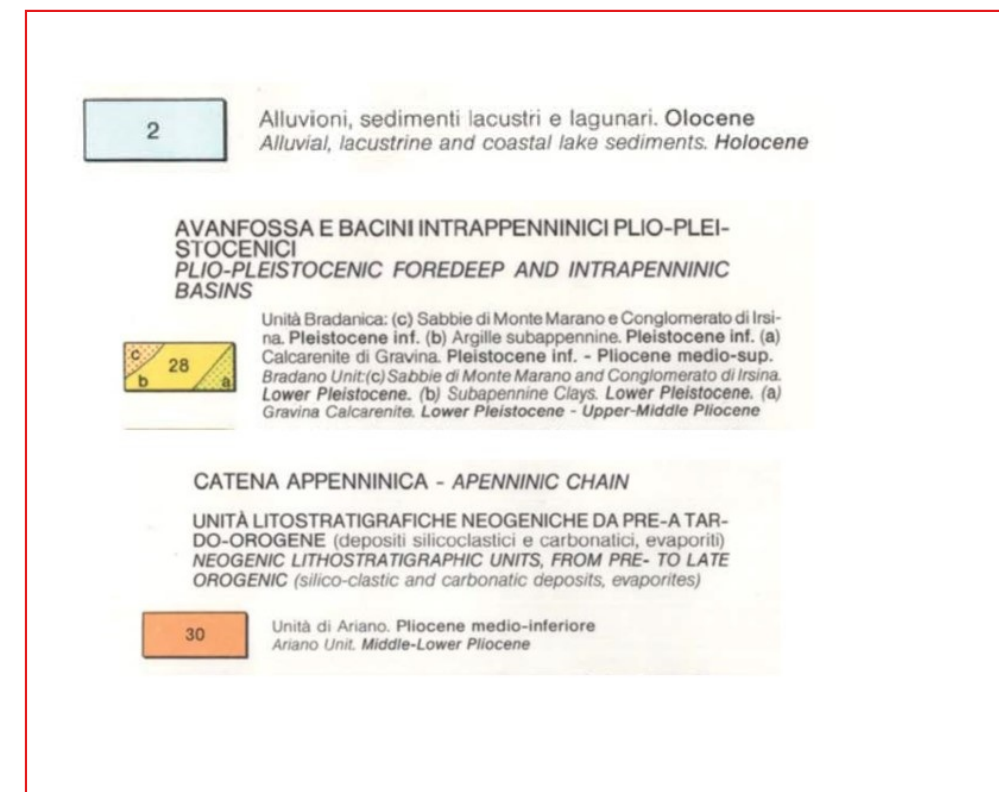 2
Alluvioni, sedimenti lacustri e lagunari. Olocene
Alluvial, lacustrine and coastal lake sediments. Holocene
AVANFOSSA E BACINI INTRAPPENNINICI PLIO-PLEI-
STOCENICI
PLIO-PLEISTOCENIC FOREDEEP AND INTRAPENNINIC
BASINS
c
28
b
a
Unità Bradanica: (c) Sabbie di Monte Marano e Conglomerato di Irsi-
na. Pleistocene inf. (b) Argille subappennine. Pleistocene inf. (a)
Calcarenite di Gravina. Pleistocene inf. - Pliocene medio-sup.
Bradano Unit:(c) Sabbie di Monte Marano and Conglomerato di Irsina.
Lower Pleistocene. (b) Subapennine Clays. Lower Pleistocene. (a)
Gravina Calcarenite. Lower Pleistocene - Upper-Middle Pliocene
CATENA APPENNINICA - APENNINIC CHAIN
UNITÀ LITOSTRATIGRAFICHE NEOGENICHE DA PRE-A TAR-
DO-OROGENE (depositi silicoclastici e carbonatici, evaporiti)
NEOGENIC LITHOSTRATIGRAPHIC UNITS, FROM PRE- TO LATE
OROGENIC (silico-clastic and carbonatic deposits, evaporites)
30
Unità di Ariano. Pliocene medio-inferiore
Ariano Unit. Middle-Lower Pliocene